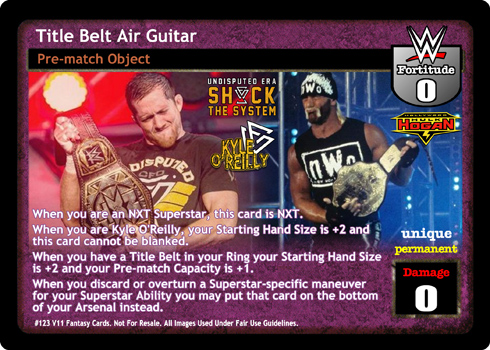 Title Belt Air Guitar
Pre-match Object
W
Fortitude
0
UNDISPUTED ERA
SHOCK
THE SYSTEM
KYLE
O'REILLY
HOLLYWOOD
HOGAN
UNDISPUTED
nWo
When you are an NXT Superstar, this card is NXT.
When you are Kyle O'Reilly, your Starting Hand Size is +2 and
this card cannot be blanked.
When you have a Title Belt in your Ring your Starting Hand Size
is +2 and your Pre-match Capacity is +1.
When you discard or overturn a Superstar-specific maneuver
for your Superstar Ability you may put that card on the bottom
of your Arsenal instead.
unique
permanent
Damage
0
#123 V11 Fantasy Cards. Not For Resale. All Images Used Under Fair Use Guidelines.